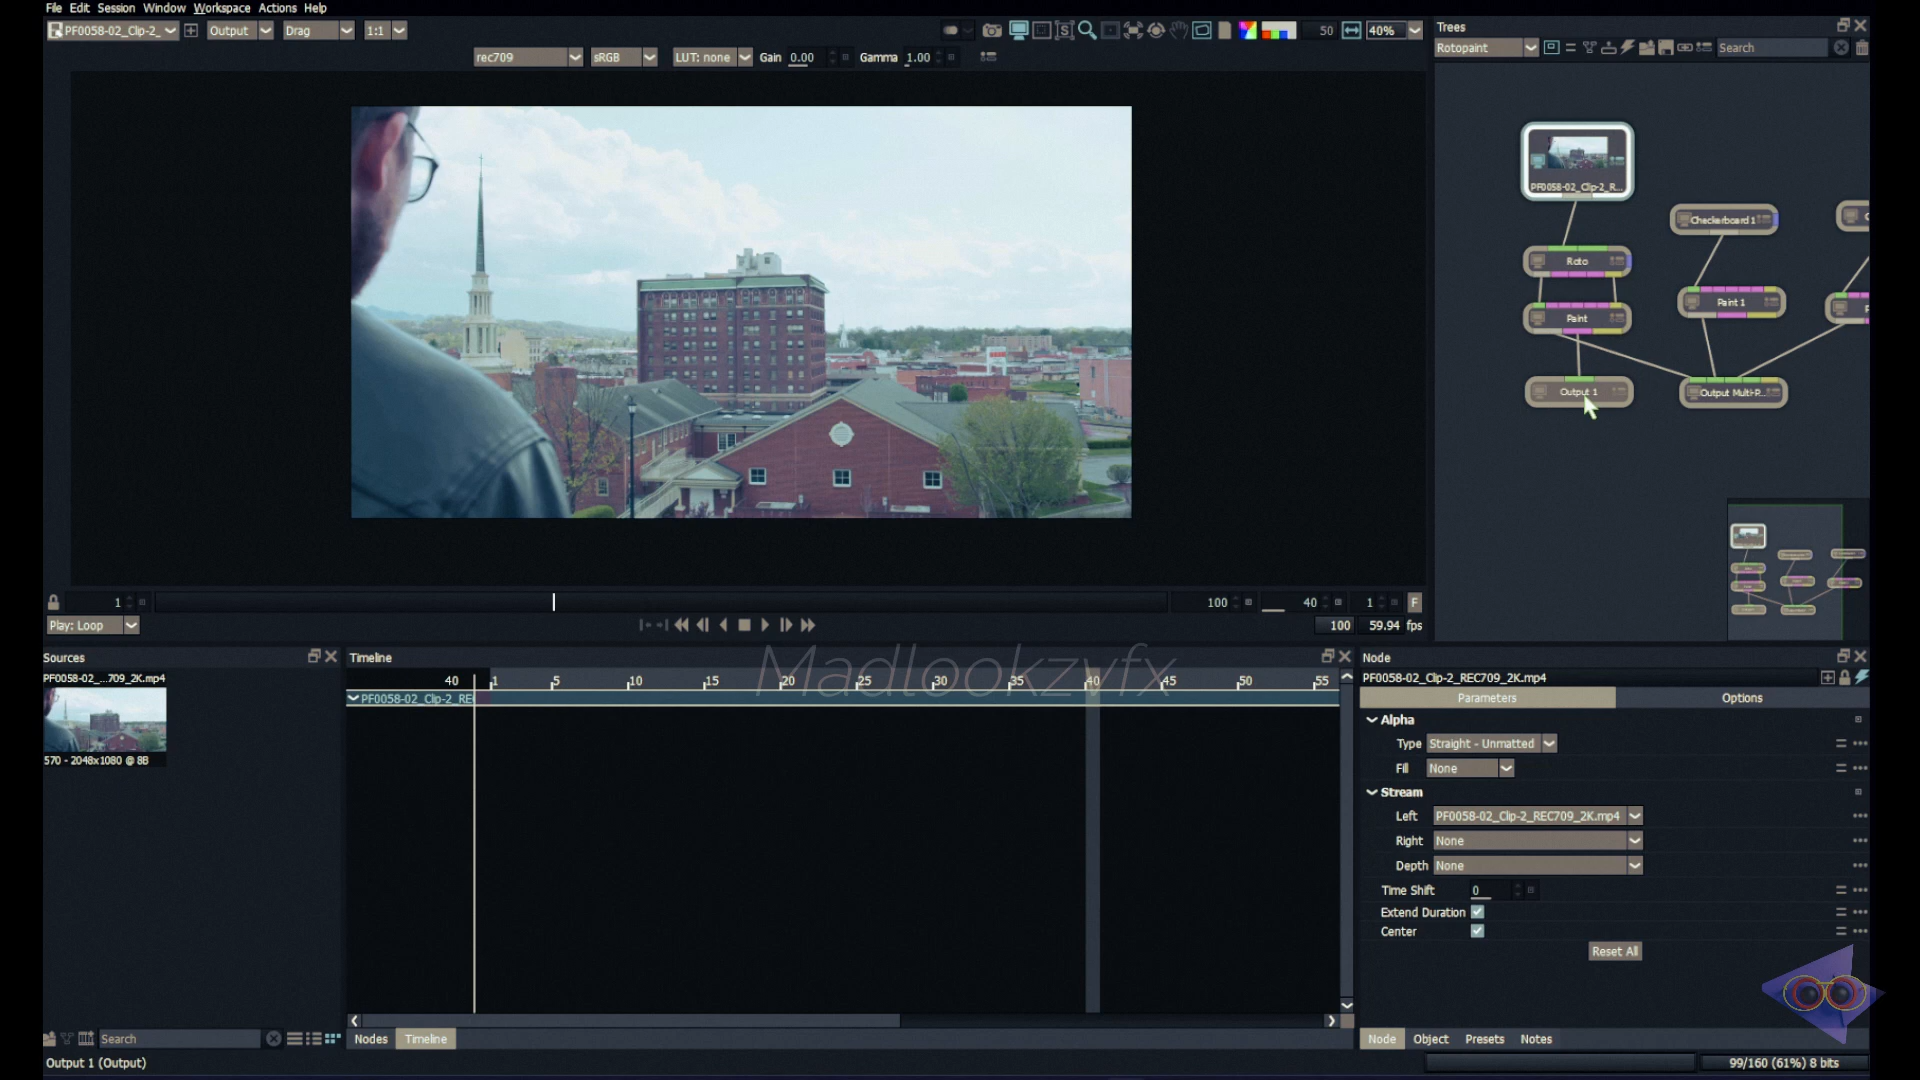 File Edit Session Window Workspace Actions Help
PF0058-02_Clip-2_ Output Drag 1:1
50 40%
Trees
Rotopaint Search
rec709 sRGB LUT: none Gain 0.00 Gamma 1.00
PF0058-02_Clip-2_R...
Checkerboard 1
Roto
Paint 1
Paint
Output 1
Output Multi-P...
1 100 40 1 F
Play: Loop 100 59.94 fps
Sources
PF0058-02_...709_2K.mp4
570 - 2048x1080 @ 8B
Search
Timeline
Madlookzvfx
40 1 5 10 15 20 25 30 35 40 45 50 55
PF0058-02_Clip-2_RE
Nodes Timeline
Node
PF0058-02_Clip-2_REC709_2K.mp4
Parameters Options
Alpha
Type Straight - Unmatted
Fill None
Stream
Left PF0058-02_Clip-2_REC709_2K.mp4
Right None
Depth None
Time Shift 0
Extend Duration
Center
Reset All
Node Object Presets Notes
Output 1 (Output)
99/160 (61%) 8 bits